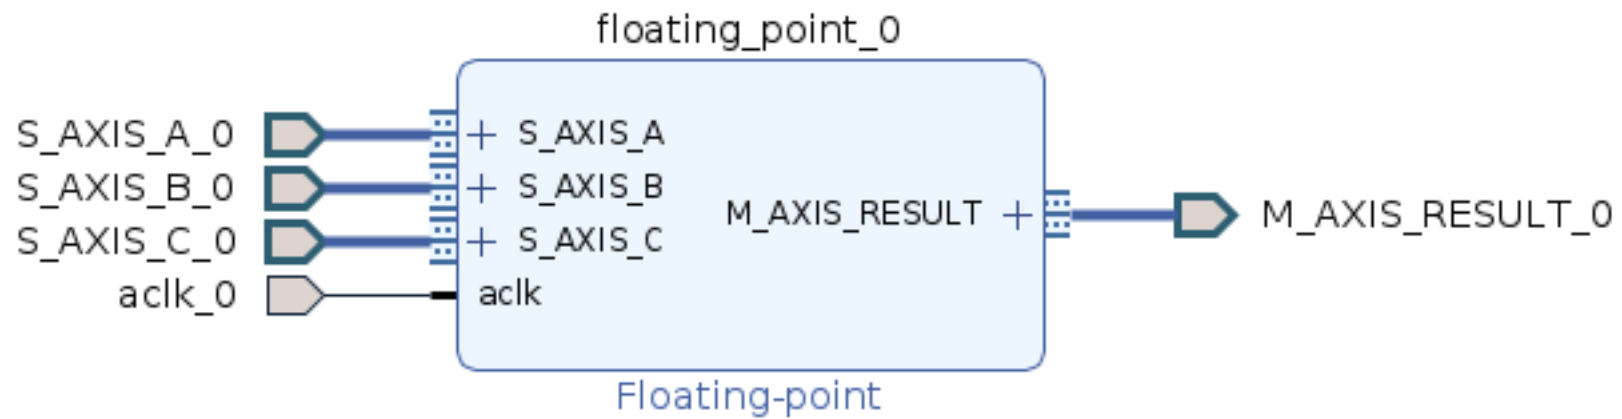 floating_point_0
S_AXIS_A_0
S_AXIS_B_0
S_AXIS_C_0
aclk_0
S_AXIS_A
S_AXIS_B
S_AXIS_C
aclk
M_AXIS_RESULT
M_AXIS_RESULT_0
Floating-point